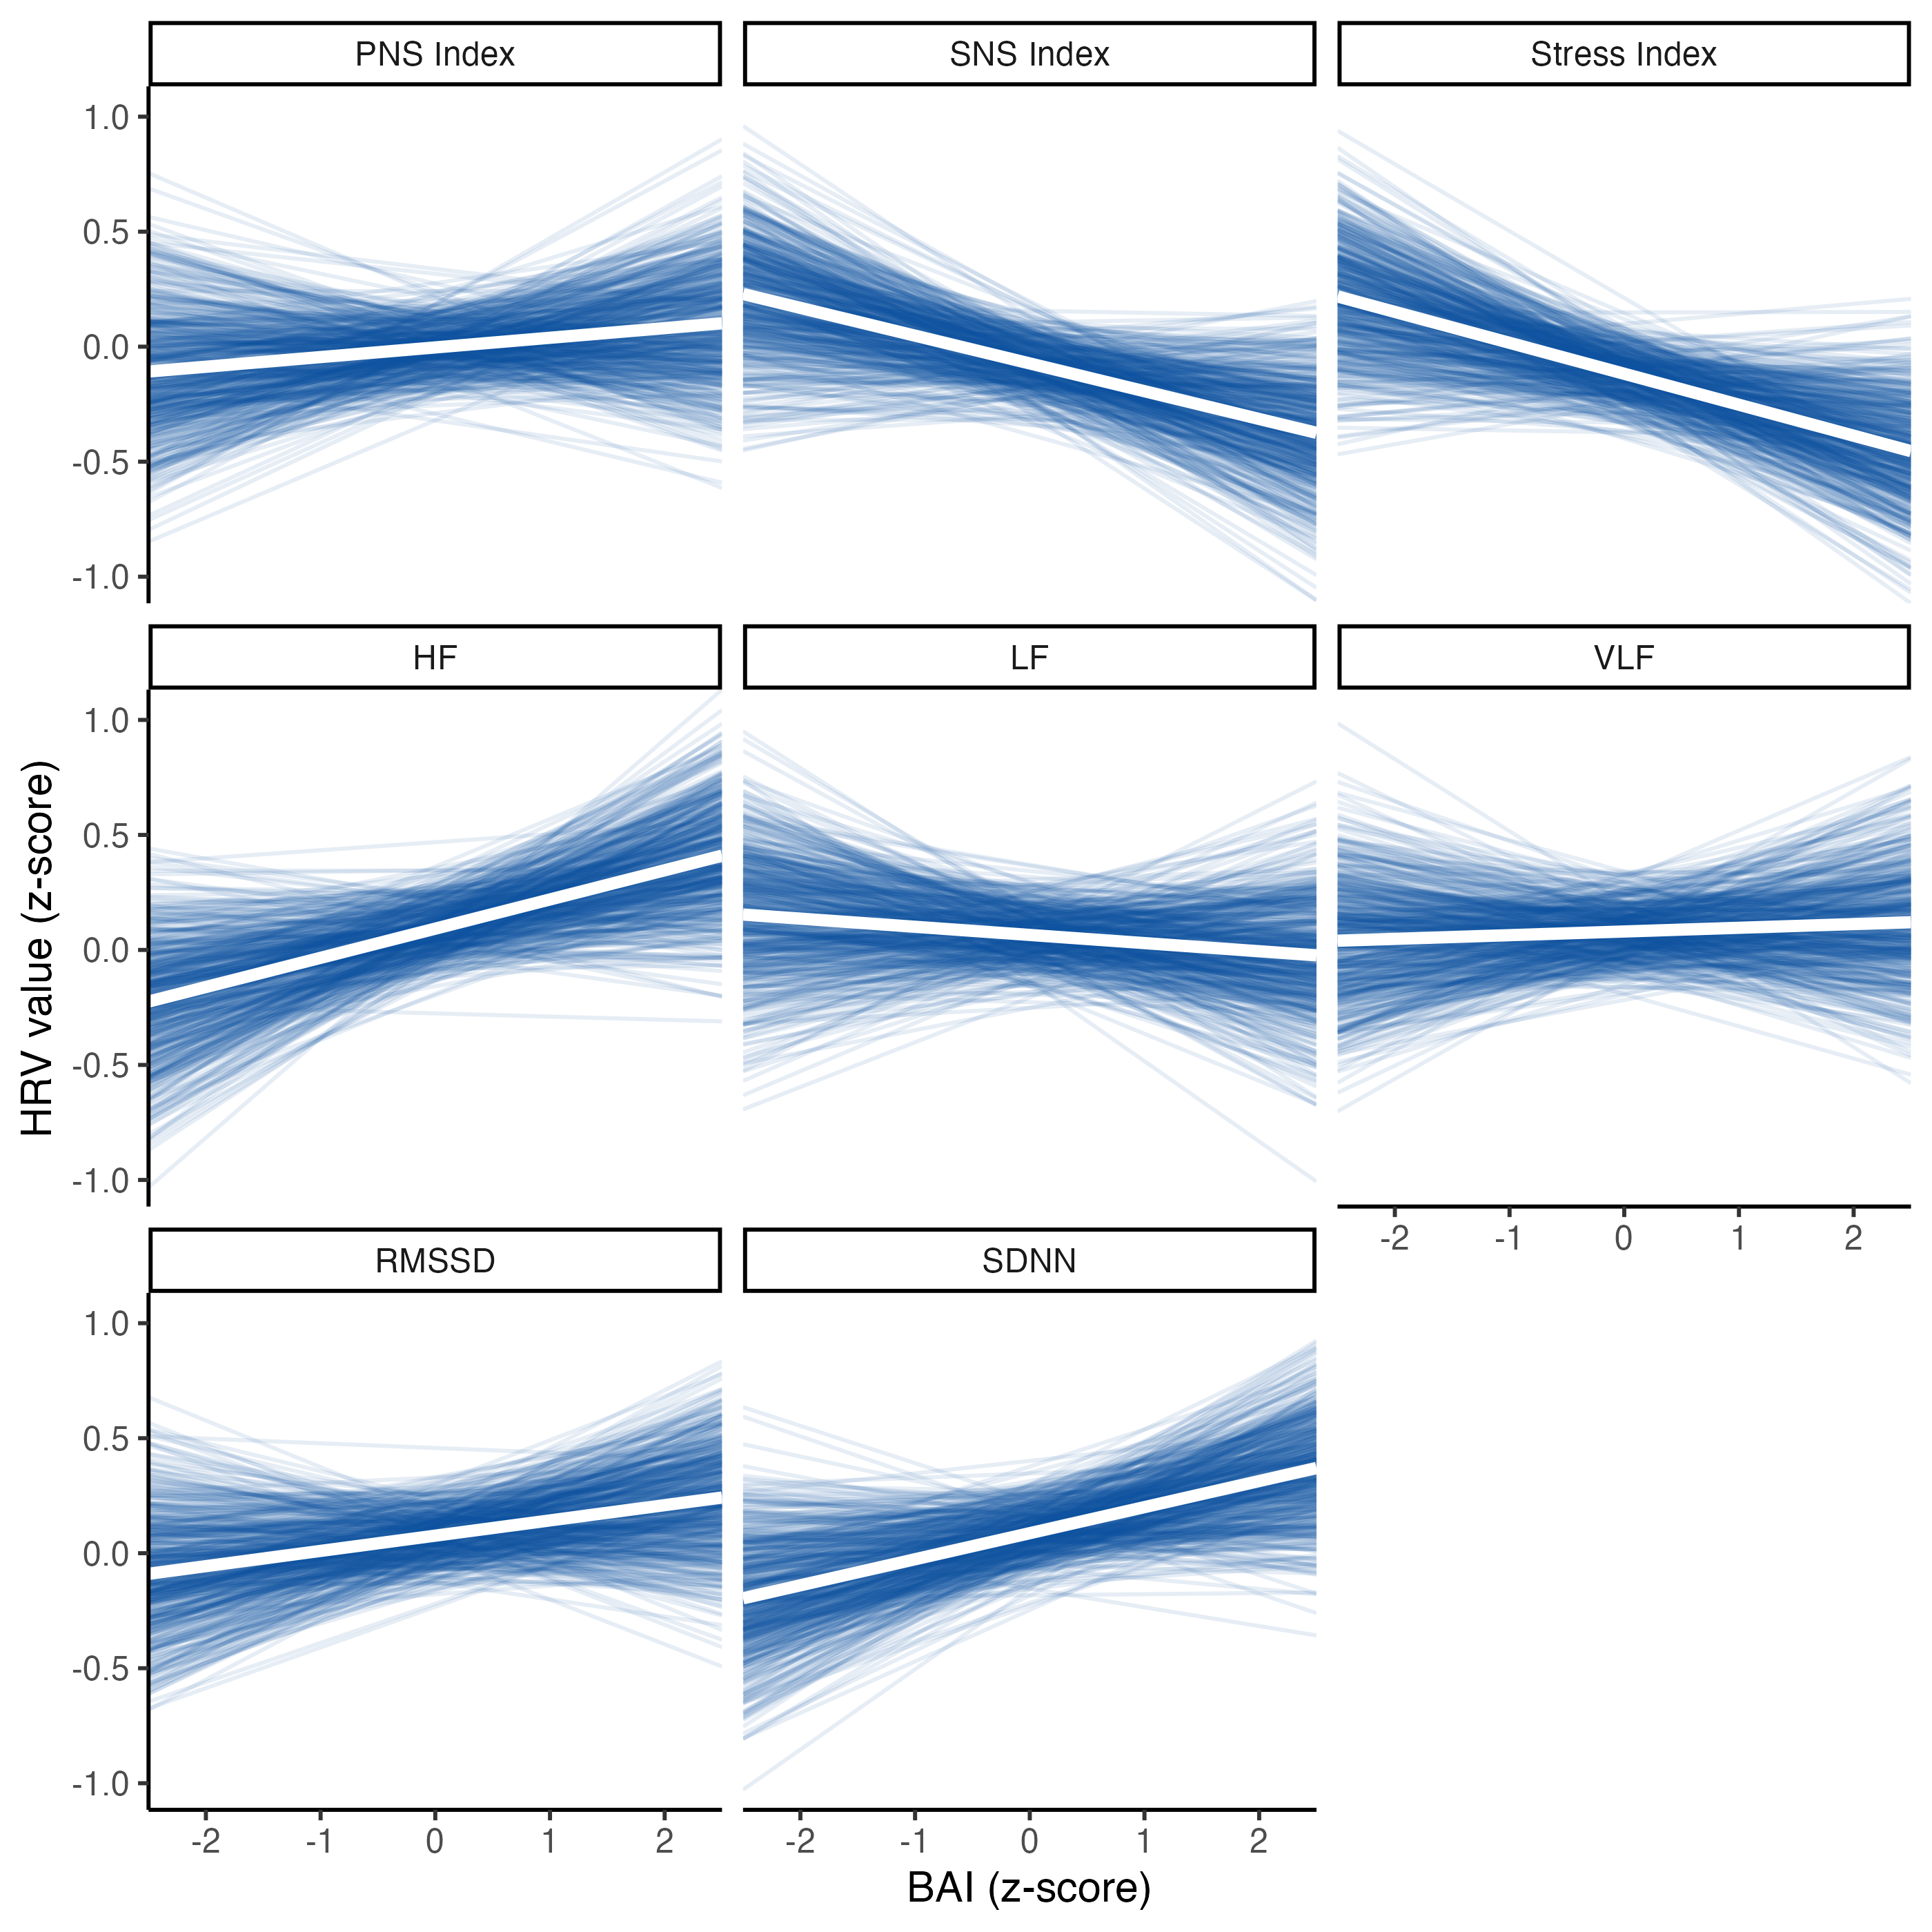 PNS Index
SNS Index
Stress Index
1.0
0.5
0.0
-0.5
-1.0
HF
LF
VLF
1.0
0.5
0.0
-0.5
-1.0
-2 -1 0 1 2
RMSSD
SDNN
1.0
0.5
0.0
-0.5
-1.0
-2 -1 0 1 2
-2 -1 0 1 2
HRV value (z-score)
BAI (z-score)